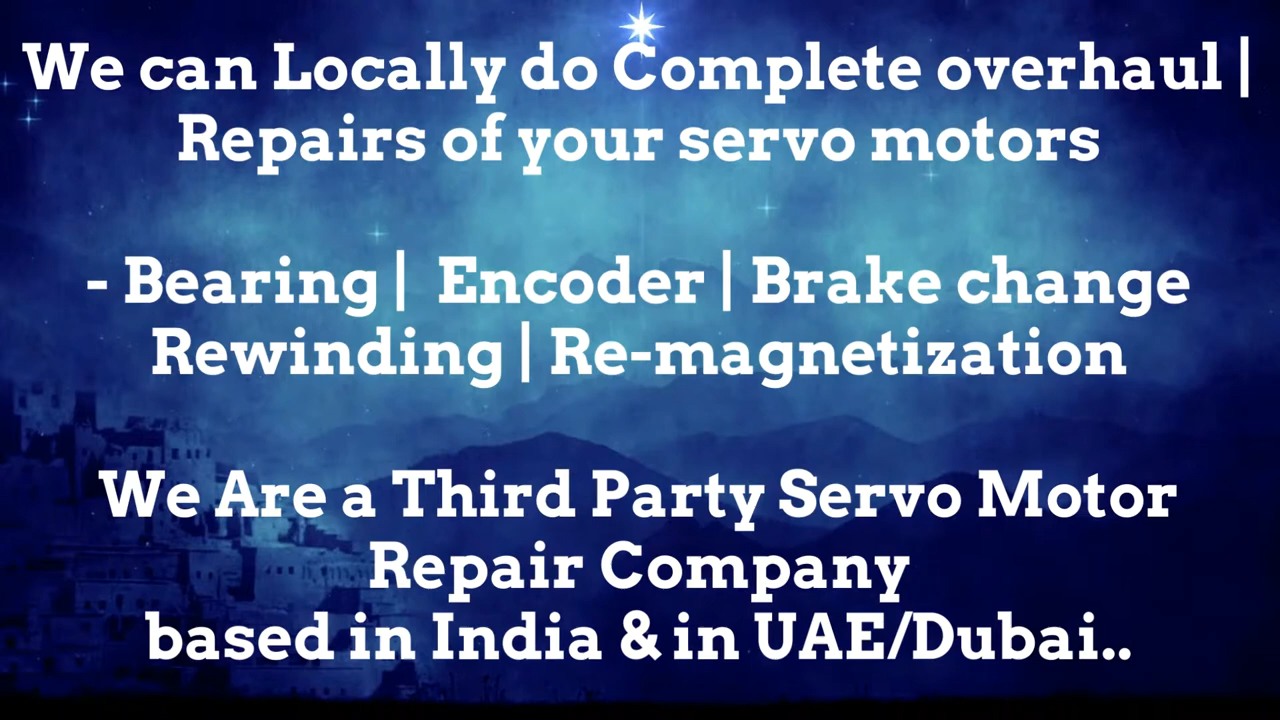 We can Locally do Complete overhaul |
Repairs of your servo motors
- Bearing | Encoder | Brake change
Rewinding | Re-magnetization
We Are a Third Party Servo Motor
Repair Company
based in India & in UAE/Dubai..